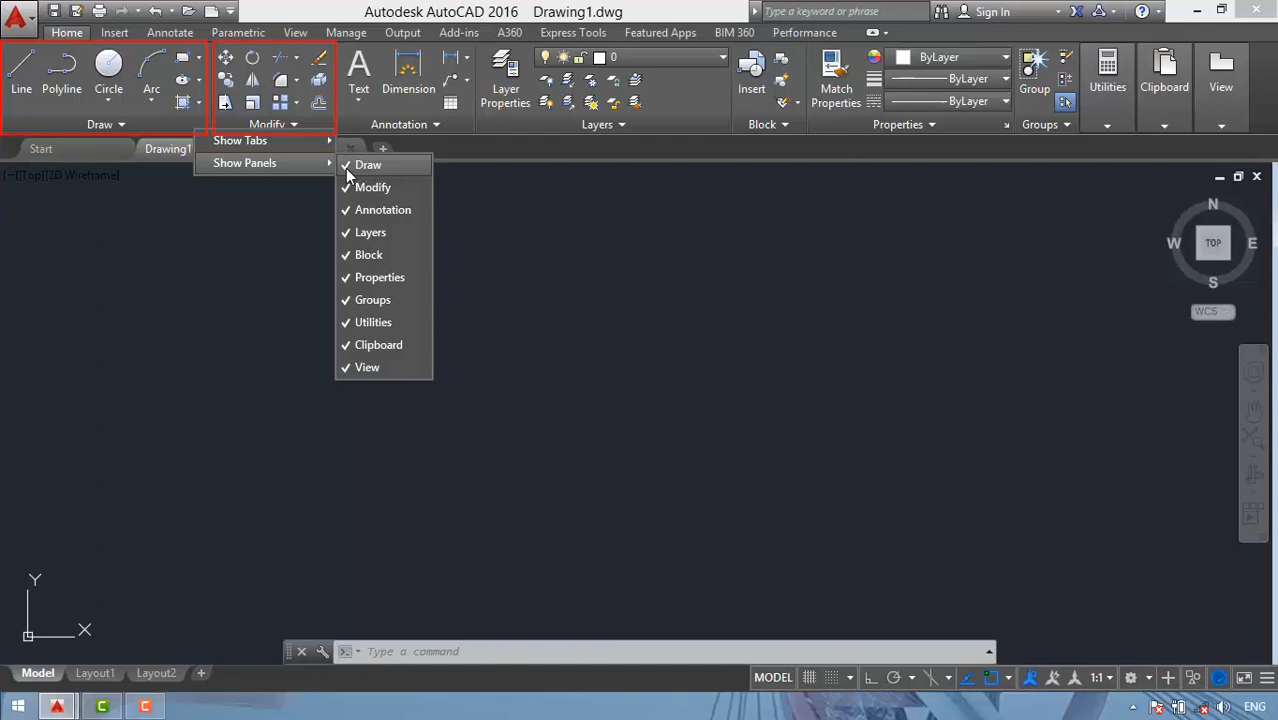 Autodesk AutoCAD 2016 Drawing1.dwg
Type a keyword or phrase
Sign In
Home Insert Annotate Parametric View Manage Output Add-ins A360 Express Tools Featured Apps BIM 360 Performance
Line Polyline Circle Arc
Draw
Modify
Text Dimension
Annotation
Layer
Properties
0
Layers
Insert
Block
Match
Properties
ByLayer
ByLayer
ByLayer
Properties
Group
Groups
Utilities
Clipboard
View
Start
Drawing1
Show Tabs
Show Panels
Draw
Modify
Annotation
Layers
Block
Properties
Groups
Utilities
Clipboard
View
[−][Top][2D Wireframe]
N
W TOP E
S
WCS
Y
X
Type a command
Model Layout1 Layout2
MODEL
1:1
ENG